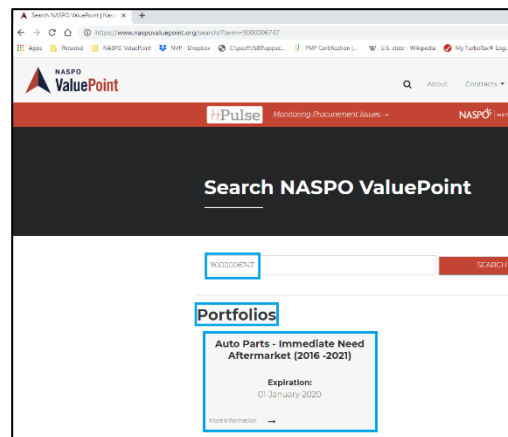 Search NASPO ValuePoint | Naspo
https://www.naspovaluepoint.org/search/?term=9000006747
Apps Personal NASPO ValuePoint NVP - Dropbox PMP Certification |... U.S. state - Wikipedia My TurboTax®
NASPO
ValuePoint
About Contracts
Pulse Monitoring Procurement Issues → NASPO
Search NASPO ValuePoint
9000006747 SEARCH
Portfolios
Auto Parts - Immediate Need
Aftermarket (2016 -2021)
Expiration:
01 January 2020
More Information →